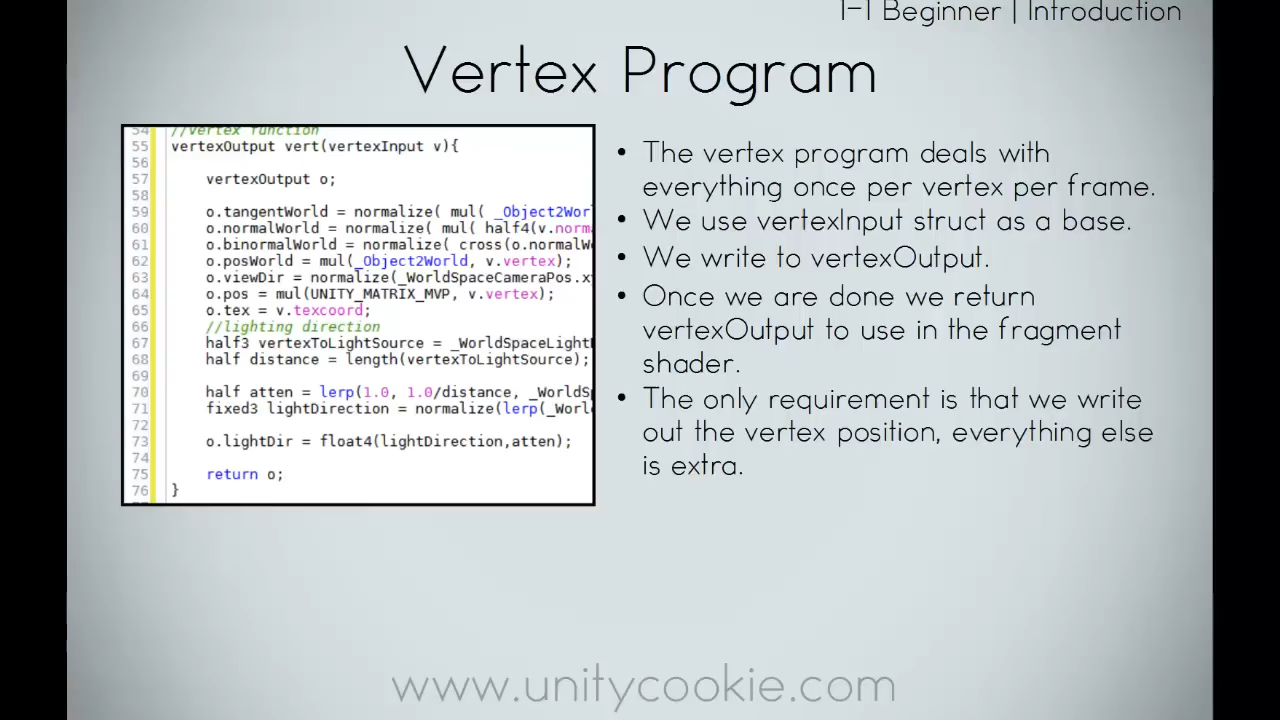 1-1 Beginner | Introduction
Vertex Program
54 //vertex function
55 vertexOutput vert(vertexInput v){
56
57 vertexOutput o;
58
59 o.tangentWorld = normalize( mul( _Object2Wor
60 o.normalWorld = normalize( mul( half4(v.norm
61 o.binormalWorld = normalize( cross(o.normalW
62 o.posWorld = mul(_Object2World, v.vertex);
63 o.viewDir = normalize(_WorldSpaceCameraPos.x
64 o.pos = mul(UNITY_MATRIX_MVP, v.vertex);
65 o.tex = v.texcoord;
66 //lighting direction
67 half3 vertexToLightSource = _WorldSpaceLight
68 half distance = length(vertexToLightSource);
69
70 half atten = lerp(1.0, 1.0/distance, _WorldS
71 fixed3 lightDirection = normalize(lerp(_Worl
72
73 o.lightDir = float4(lightDirection,atten);
74
75 return o;
76 }
• The vertex program deals with
everything once per vertex per frame.
• We use vertexInput struct as a base.
• We write to vertexOutput.
• Once we are done we return
vertexOutput to use in the fragment
shader.
• The only requirement is that we write
out the vertex position, everything else
is extra.
www.unitycookie.com